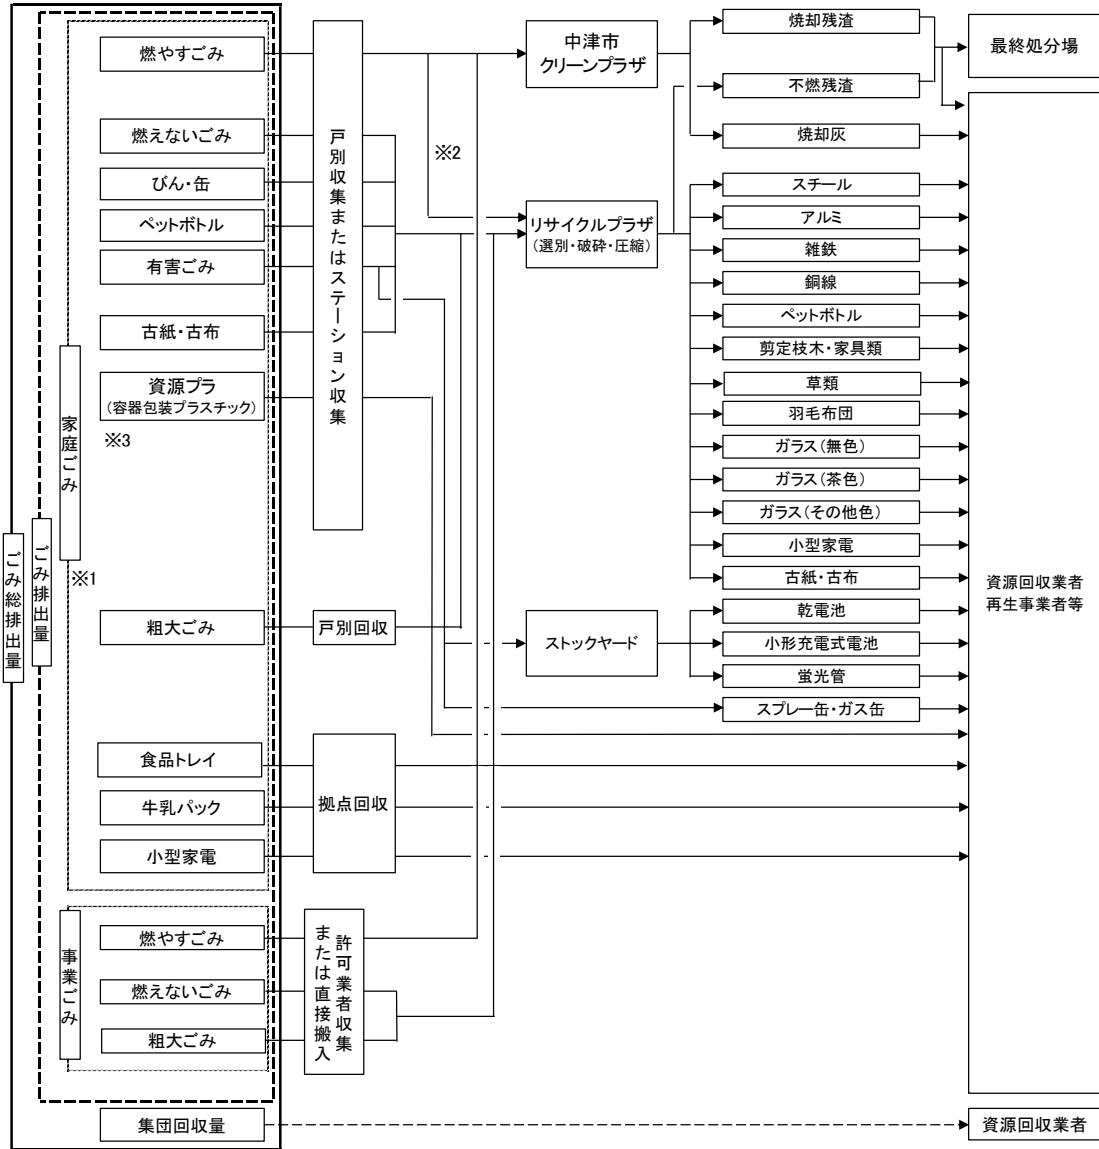 ごみ総排出量
ごみ排出量
家庭ごみ
※1
燃やすごみ
燃えないごみ
びん・缶
ペットボトル
有害ごみ
古紙・古布
資源プラ
(容器包装プラスチック)
※3
粗大ごみ
食品トレイ
牛乳パック
小型家電
事業ごみ
燃やすごみ
燃えないごみ
粗大ごみ
集団回収量
戸別収集またはステーション収集
戸別回収
拠点回収
許可業者収集
または直接搬入
※2
中津市
クリーンプラザ
リサイクルプラザ
(選別・破砕・圧縮)
ストックヤード
焼却残渣
不燃残渣
焼却灰
スチール
アルミ
雑鉄
銅線
ペットボトル
剪定枝木・家具類
草類
羽毛布団
ガラス(無色)
ガラス(茶色)
ガラス(その他色)
小型家電
古紙・古布
乾電池
小形充電式電池
蛍光管
スプレー缶・ガス缶
最終処分場
資源回収業者
再生事業者等
資源回収業者